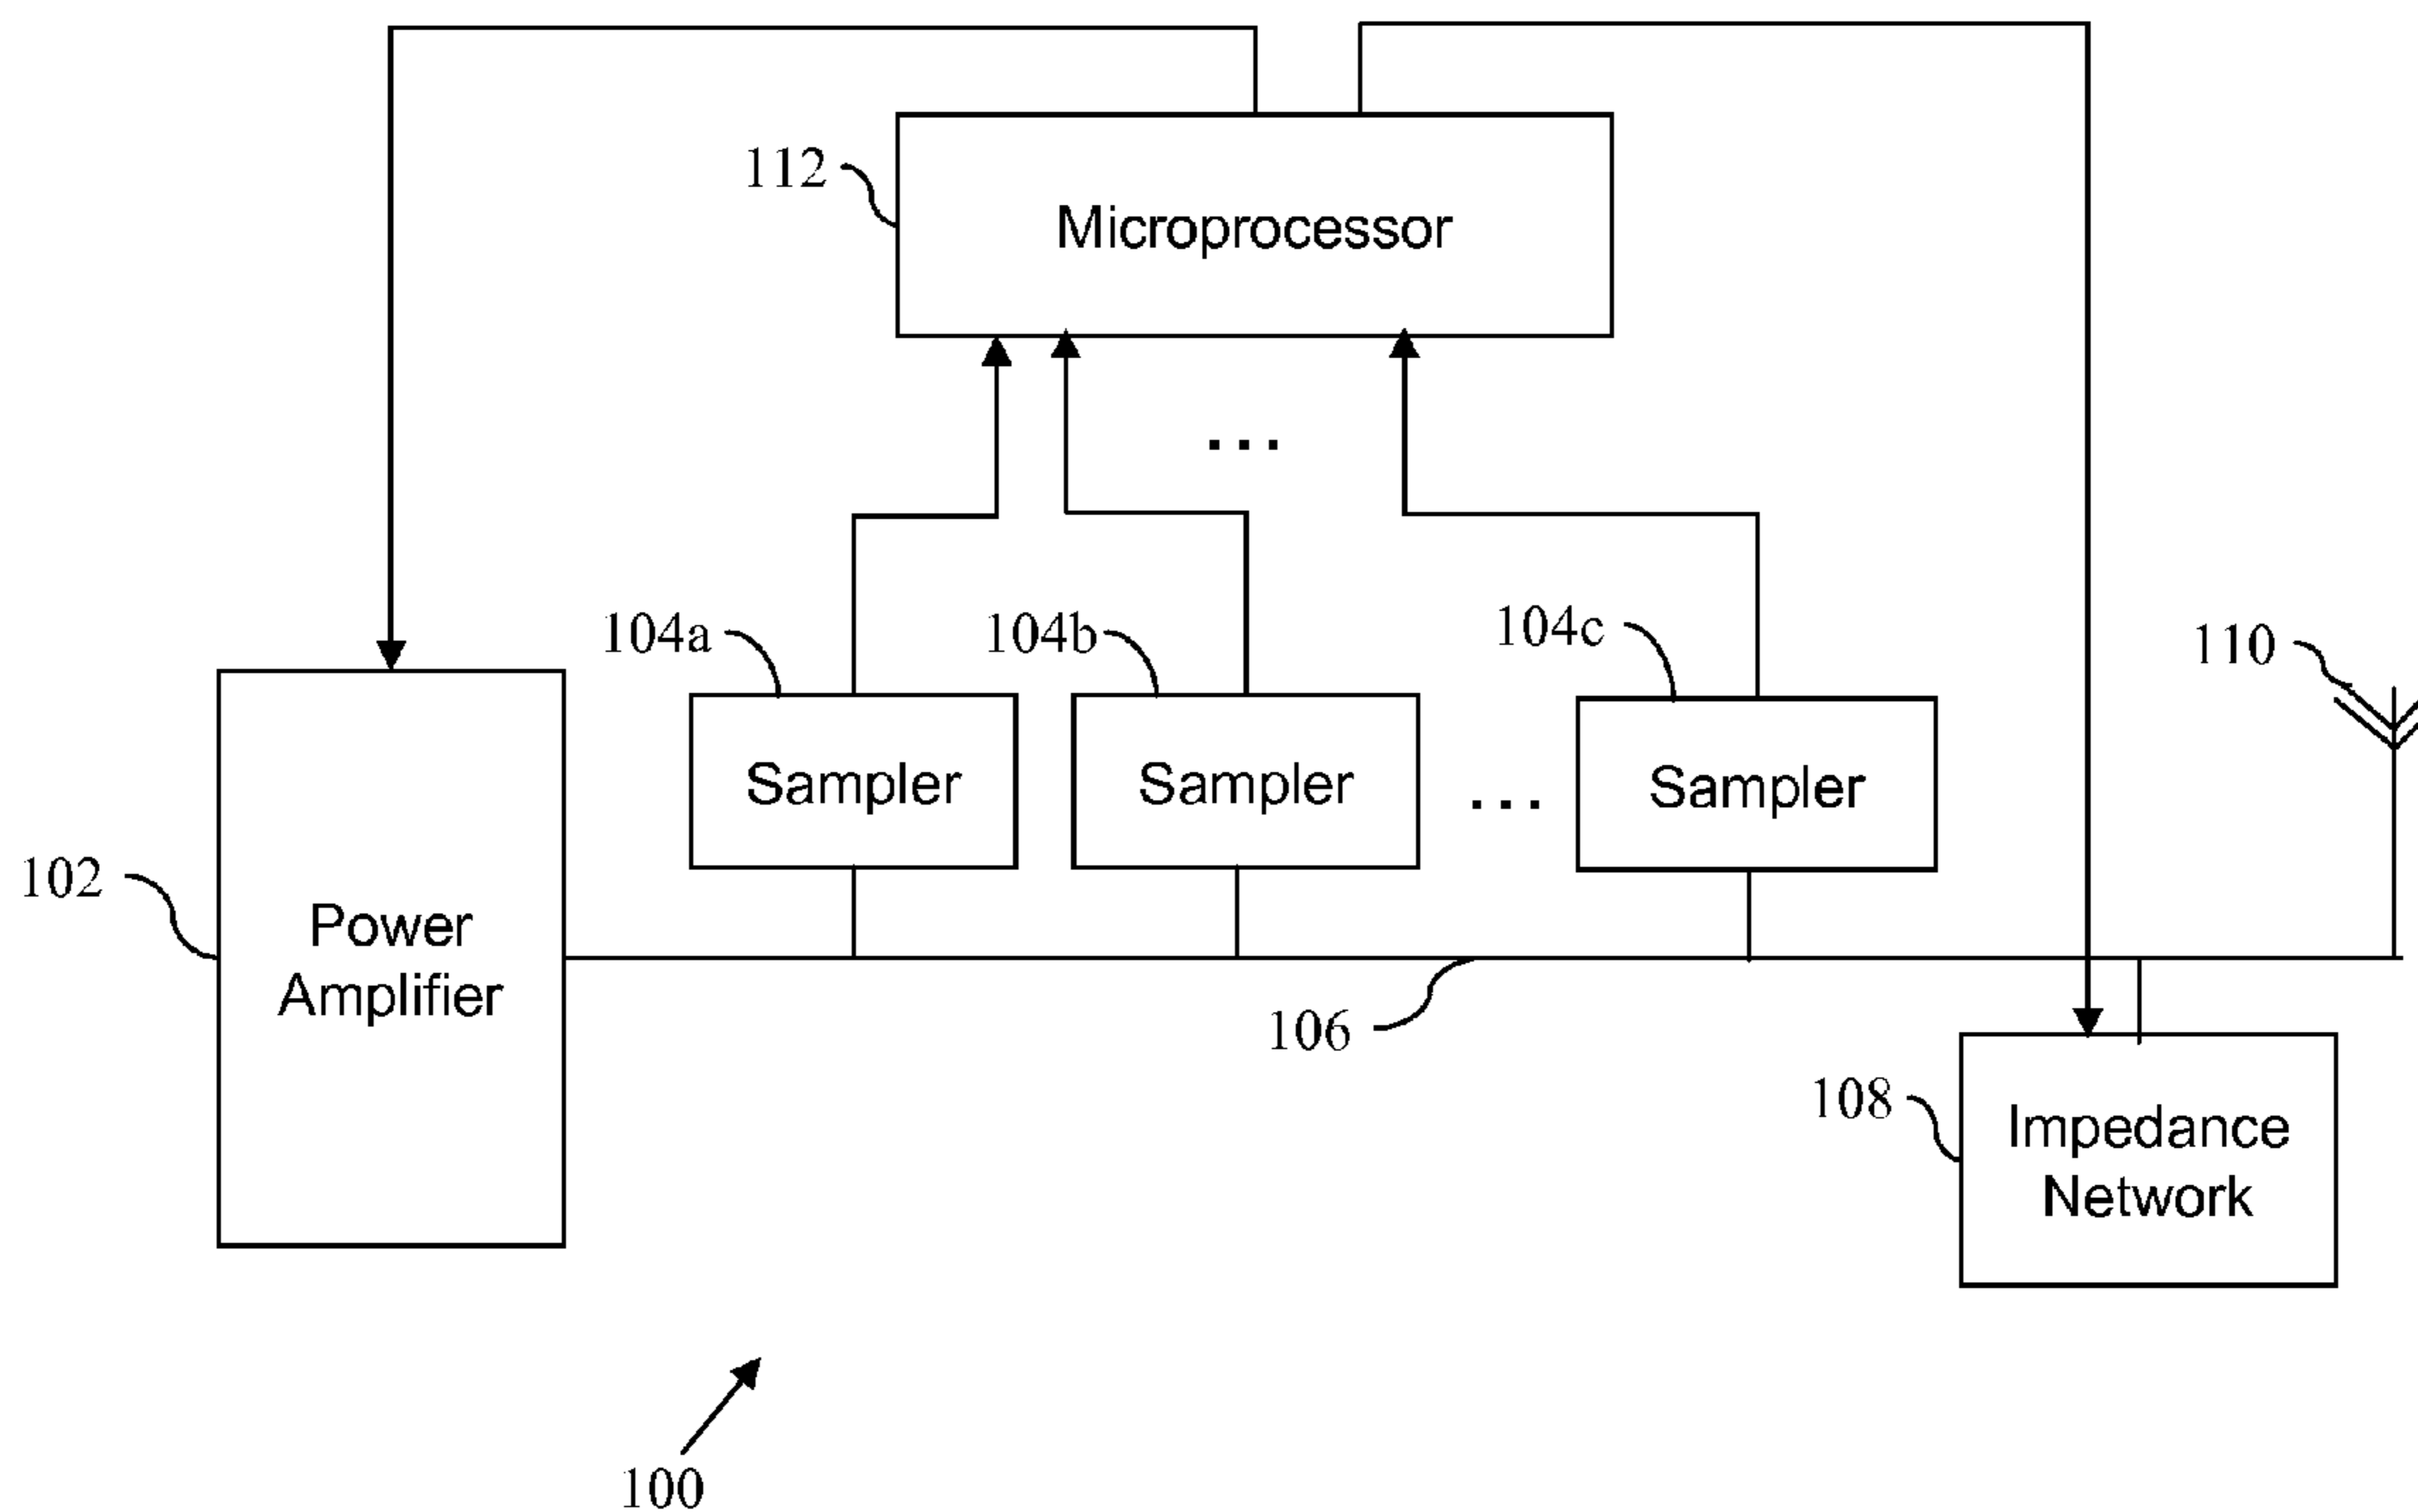 112
Microprocessor
...
104a
104b
104c
110
Sampler
Sampler
...
Sampler
102
Power
Amplifier
106
108
Impedance
Network
100